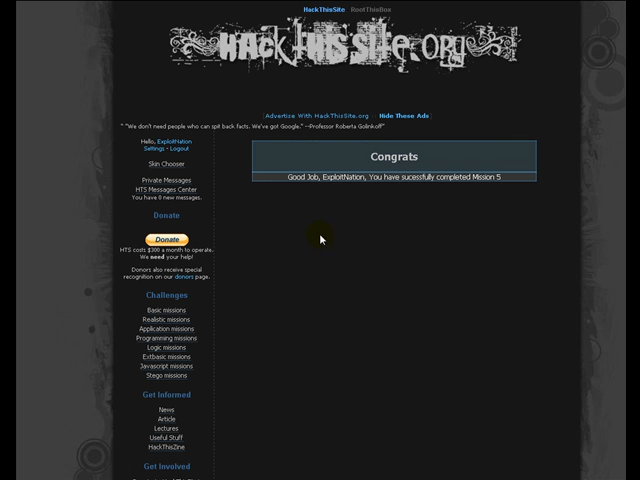 HackThisSite RootThisBox
HackThisSite.org
[Advertise With HackThisSite.org -- Hide These Ads]
" "We don't need people who can spit back facts. We've got Google." --Professor Roberta Golinkoff"
Hello, ExploitNation
Settings - Logout
Skin Chooser
Private Messages
HTS Messages Center
You have 0 new messages.
Donate
Donate
HTS costs $300 a month to operate.
We need your help!
Donors also receive special
recognition on our donors page.
Challenges
Basic missions
Realistic missions
Application missions
Programming missions
Logic missions
Extbasic missions
Javascript missions
Stego missions
Get Informed
News
Article
Lectures
Useful Stuff
HackThisZine
Get Involved
Congrats
Good Job, ExploitNation, You have sucessfully completed Mission 5